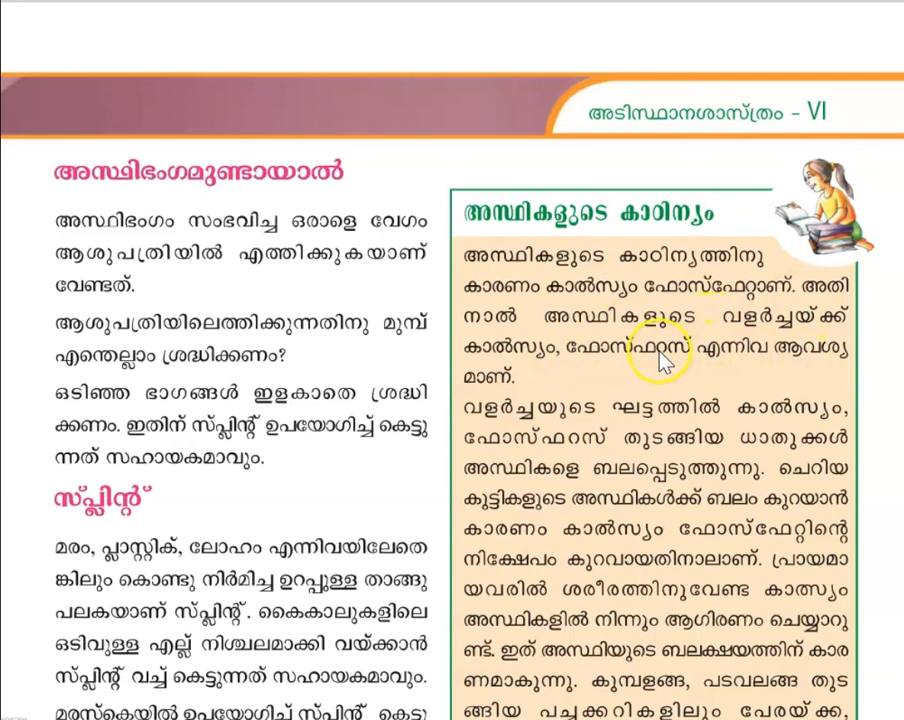 അടിസ്ഥാനശാസ്ത്രം - VI
അസ്ഥിഭംഗമുണ്ടായാൽ
അസ്ഥിഭംഗം സംഭവിച്ച ഒരാളെ വേഗം
ആശുപത്രിയിൽ എത്തിക്കുകയാണ്
വേണ്ടത്.
ആശുപത്രിയിലെത്തിക്കുന്നതിനു മുമ്പ്
എന്തെല്ലാം ശ്രദ്ധിക്കണം?
ഒടിഞ്ഞ ഭാഗങ്ങൾ ഇളകാതെ ശ്രദ്ധി
ക്കണം. ഇതിന് സ്പ്ലിന്റ് ഉപയോഗിച്ച് കെട്ടു
ന്നത് സഹായകമാവും.
സ്പ്ലിന്റ്
മരം, പ്ലാസ്റ്റിക്, ലോഹം എന്നിവയിലേതെ
ങ്കിലും കൊണ്ടു നിർമിച്ച ഉറപ്പുള്ള താങ്ങു
പലകയാണ് സ്പ്ലിന്റ്. കൈകാലുകളിലെ
ഒടിവുള്ള എല്ല് നിശ്ചലമാക്കി വയ്ക്കാൻ
സ്പ്ലിന്റ് വച്ച് കെട്ടുന്നത് സഹായകമാവും.
മരസ്കെയിൽ ഉപയോഗിച്ച് സ്പ്ലിന്റ് കെട്ടു
അസ്ഥികളുടെ കാഠിന്യം
അസ്ഥികളുടെ കാഠിന്യത്തിനു
കാരണം കാൽസ്യം ഫോസ്ഫേറ്റാണ്. അതി
നാൽ അസ്ഥികളുടെ വളർച്ചയ്ക്ക്
കാൽസ്യം, ഫോസ്ഫറസ് എന്നിവ ആവശ്യ
മാണ്.
വളർച്ചയുടെ ഘട്ടത്തിൽ കാൽസ്യം,
ഫോസ്ഫറസ് തുടങ്ങിയ ധാതുക്കൾ
അസ്ഥികളെ ബലപ്പെടുത്തുന്നു. ചെറിയ
കുട്ടികളുടെ അസ്ഥികൾക്ക് ബലം കുറയാൻ
കാരണം കാൽസ്യം ഫോസ്ഫേറ്റിന്റെ
നിക്ഷേപം കുറവായതിനാലാണ്. പ്രായമാ
യവരിൽ ശരീരത്തിനുവേണ്ട കാത്സ്യം
അസ്ഥികളിൽ നിന്നും ആഗിരണം ചെയ്യാറു
ണ്ട്. ഇത് അസ്ഥിയുടെ ബലക്ഷയത്തിന് കാര
ണമാകുന്നു. കുമ്പളങ്ങ, പടവലങ്ങ തുട
ങ്ങിയ പച്ചക്കറികളിലും പേരയ്ക്ക,